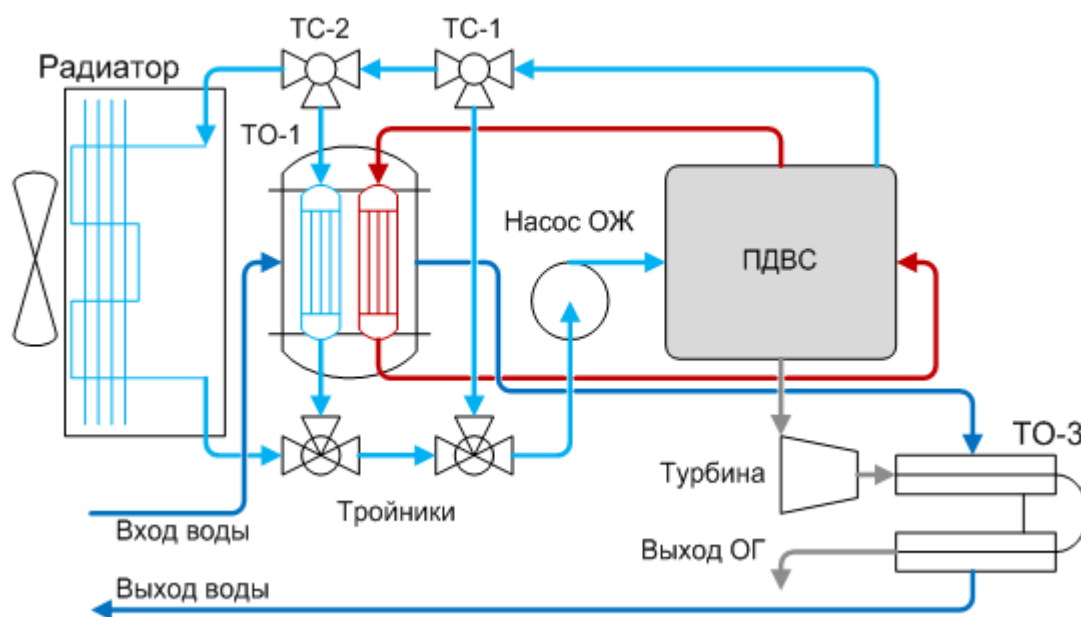 ТС-2
ТС-1
Радиатор
ТО-1
Насос ОЖ
ПДВС
ТО-3
Турбина
Тройники
Вход воды
Выход ОГ
Выход воды